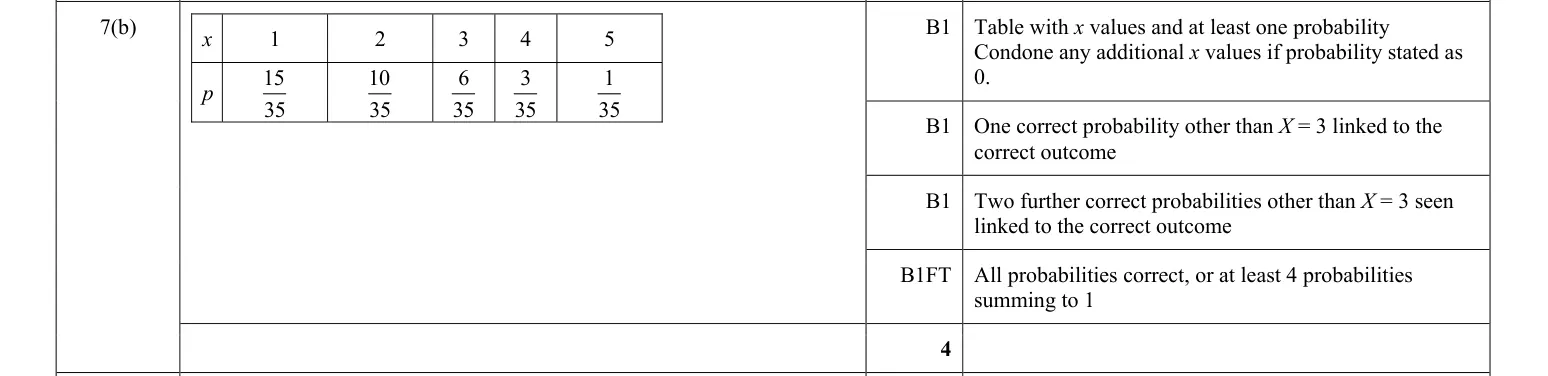 7(b)
x 1 2 3 4 5
p 15/35 10/35 6/35 3/35 1/35
B1 Table with x values and at least one probability
Condone any additional x values if probability stated as
0.
B1 One correct probability other than X = 3 linked to the
correct outcome
B1 Two further correct probabilities other than X = 3 seen
linked to the correct outcome
B1FT All probabilities correct, or at least 4 probabilities
summing to 1
4